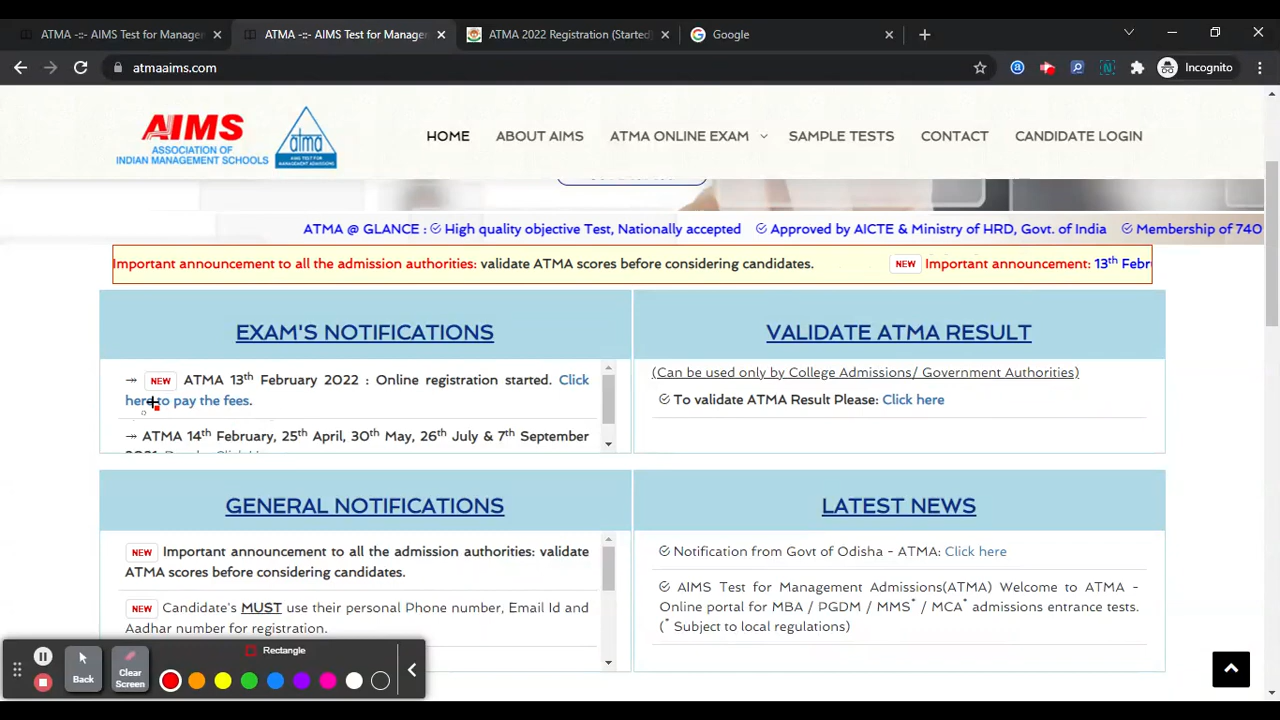 ATMA -::- AIMS Test for Manager
ATMA -::- AIMS Test for Manager
ATMA 2022 Registration (Started)
Google
atmaaims.com
Incognito
AIMS
ASSOCIATION OF
INDIAN MANAGEMENT SCHOOLS
atma
AIMS TEST FOR
MANAGEMENT ADMISSIONS
HOME
ABOUT AIMS
ATMA ONLINE EXAM
SAMPLE TESTS
CONTACT
CANDIDATE LOGIN
ATMA @ GLANCE : High quality objective Test, Nationally accepted Approved by AICTE & Ministry of HRD, Govt. of India Membership of 740
Important announcement to all the admission authorities: validate ATMA scores before considering candidates. NEW Important announcement: 13th Febr
EXAM'S NOTIFICATIONS
NEW ATMA 13th February 2022 : Online registration started. Click
here to pay the fees.
ATMA 14th February, 25th April, 30th May, 26th July & 7th September
VALIDATE ATMA RESULT
(Can be used only by College Admissions/ Government Authorities)
To validate ATMA Result Please: Click here
GENERAL NOTIFICATIONS
NEW Important announcement to all the admission authorities: validate
ATMA scores before considering candidates.
NEW Candidate's MUST use their personal Phone number, Email Id and
Aadhar number for registration.
LATEST NEWS
Notification from Govt of Odisha - ATMA: Click here
AIMS Test for Management Admissions(ATMA) Welcome to ATMA -
Online portal for MBA / PGDM / MMS* / MCA* admissions entrance tests.
(* Subject to local regulations)
Rectangle
Back
Clear
Screen